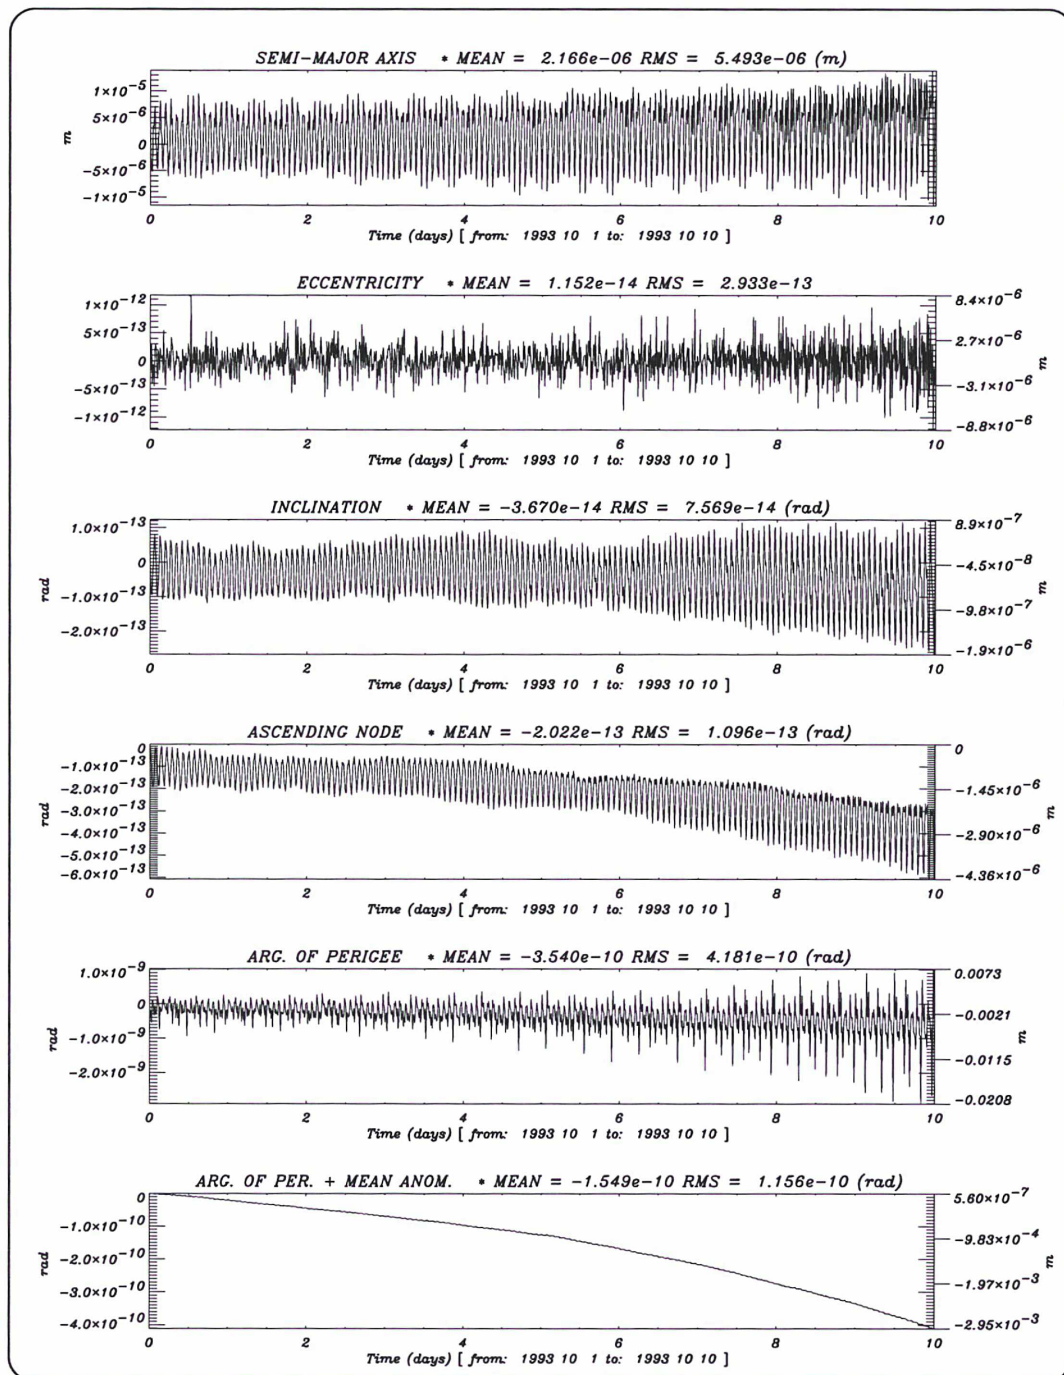 SEMI-MAJOR AXIS * MEAN = 2.166e-06 RMS = 5.493e-06 (m)
1×10⁻⁵
5×10⁻⁶
0
-5×10⁻⁶
-1×10⁻⁵
m
0 2 4 6 8 10
Time (days) [ from: 1993 10 1 to: 1993 10 10 ]
ECCENTRICITY * MEAN = 1.152e-14 RMS = 2.933e-13
1×10⁻¹² 8.4×10⁻⁶
5×10⁻¹³ 2.7×10⁻⁶
0
-5×10⁻¹³ -3.1×10⁻⁶
-1×10⁻¹² -8.8×10⁻⁶
m
0 2 4 6 8 10
Time (days) [ from: 1993 10 1 to: 1993 10 10 ]
INCLINATION * MEAN = -3.670e-14 RMS = 7.569e-14 (rad)
1.0×10⁻¹³ 8.9×10⁻⁷
0 -4.5×10⁻⁸
-1.0×10⁻¹³ -9.8×10⁻⁷
-2.0×10⁻¹³ -1.9×10⁻⁶
rad m
0 2 4 6 8 10
Time (days) [ from: 1993 10 1 to: 1993 10 10 ]
ASCENDING NODE * MEAN = -2.022e-13 RMS = 1.096e-13 (rad)
0 0
-1.0×10⁻¹³
-2.0×10⁻¹³ -1.45×10⁻⁶
-3.0×10⁻¹³
-4.0×10⁻¹³ -2.90×10⁻⁶
-5.0×10⁻¹³
-6.0×10⁻¹³ -4.36×10⁻⁶
rad m
0 2 4 6 8 10
Time (days) [ from: 1993 10 1 to: 1993 10 10 ]
ARG. OF PERIGEE * MEAN = -3.540e-10 RMS = 4.181e-10 (rad)
1.0×10⁻⁹ 0.0073
0 -0.0021
-1.0×10⁻⁹ -0.0115
-2.0×10⁻⁹ -0.0208
rad m
0 2 4 6 8 10
Time (days) [ from: 1993 10 1 to: 1993 10 10 ]
ARG. OF PER. + MEAN ANOM. * MEAN = -1.549e-10 RMS = 1.156e-10 (rad)
0 5.60×10⁻⁷
-1.0×10⁻¹⁰ -9.83×10⁻⁴
-2.0×10⁻¹⁰
-3.0×10⁻¹⁰ -1.97×10⁻³
-4.0×10⁻¹⁰ -2.95×10⁻³
rad m
0 2 4 6 8 10
Time (days) [ from: 1993 10 1 to: 1993 10 10 ]